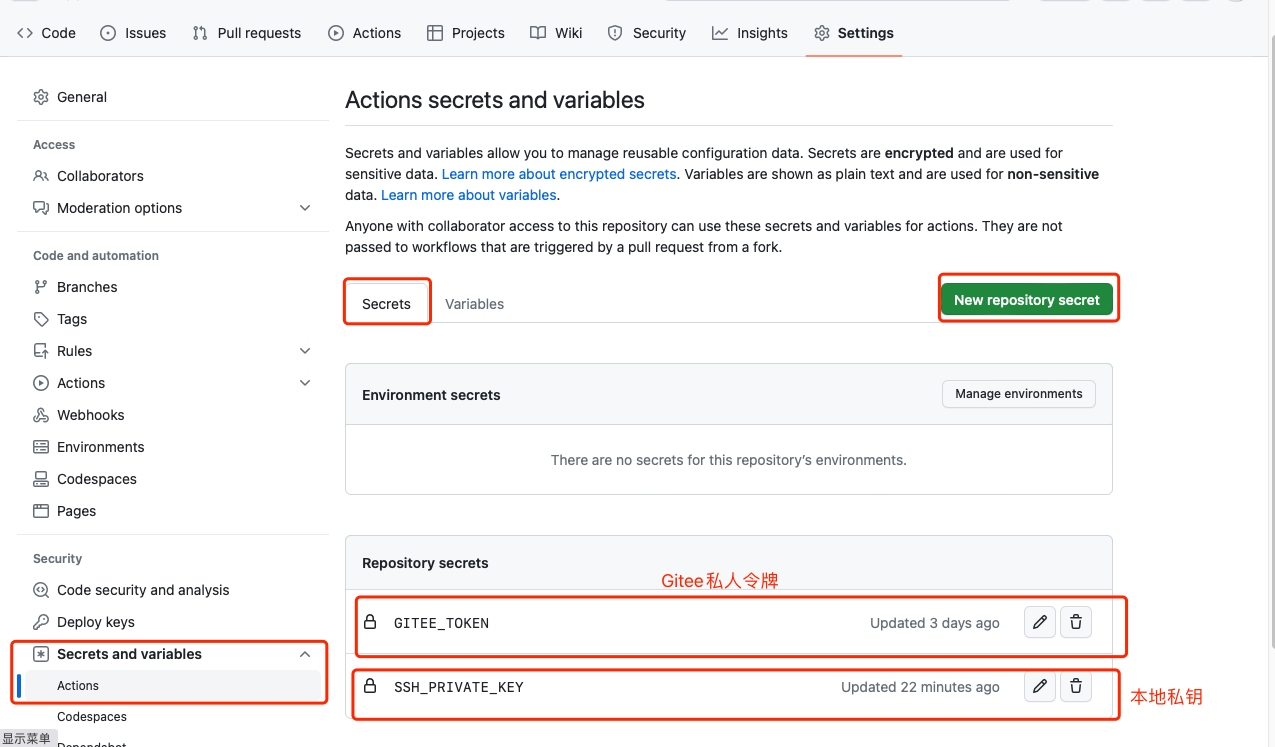 Code Issues Pull requests Actions Projects Wiki Security Insights Settings
General
Access
Collaborators
Moderation options
Code and automation
Branches
Tags
Rules
Actions
Webhooks
Environments
Codespaces
Pages
Security
Code security and analysis
Deploy keys
Secrets and variables
Actions
Codespaces
Dependabot
显示菜单
Actions secrets and variables
Secrets and variables allow you to manage reusable configuration data. Secrets are encrypted and are used for
sensitive data. Learn more about encrypted secrets. Variables are shown as plain text and are used for non-sensitive
data. Learn more about variables.
Anyone with collaborator access to this repository can use these secrets and variables for actions. They are not
passed to workflows that are triggered by a pull request from a fork.
Secrets Variables New repository secret
Environment secrets Manage environments
There are no secrets for this repository's environments.
Repository secrets
Gitee私人令牌
GITEE_TOKEN Updated 3 days ago
SSH_PRIVATE_KEY Updated 22 minutes ago
本地私钥